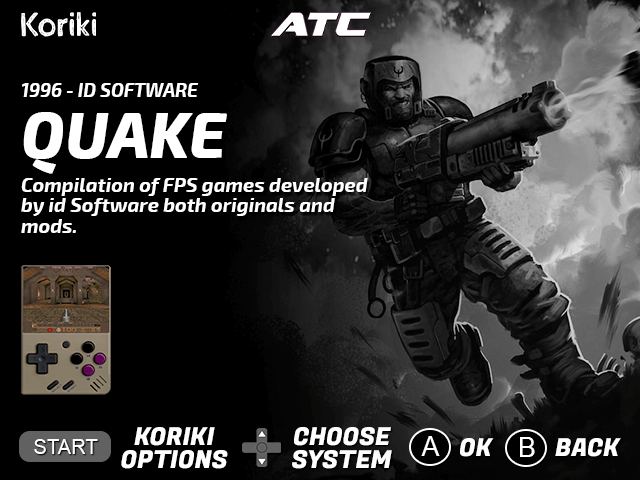 Koriki
ATC
1996 - ID SOFTWARE
QUAKE
Compilation of FPS games developed
by id Software both originals and
mods.
START
KORIKI
OPTIONS
CHOOSE
SYSTEM
A
OK
B
BACK